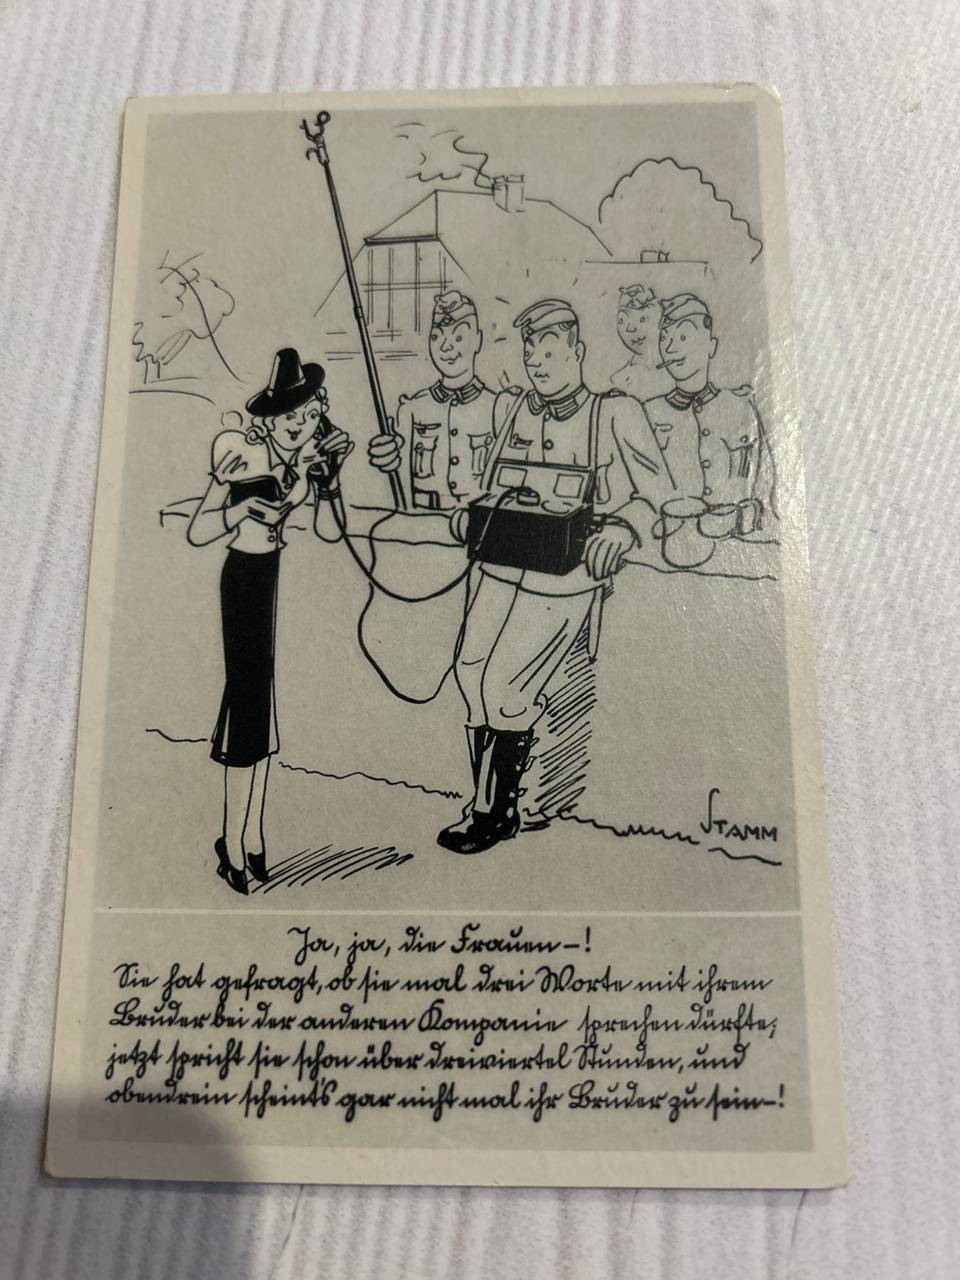 STAMM
Ja, ja, die Frauen-!
Sie hat gefragt, ob sie mal drei Worte mit ihrem
Bruder bei der anderen Kompanie sprechen dürfte;
jetzt spricht sie schon über dreiviertel Stunden, und
obendrein scheint's gar nicht mal ihr Bruder zu sein-!